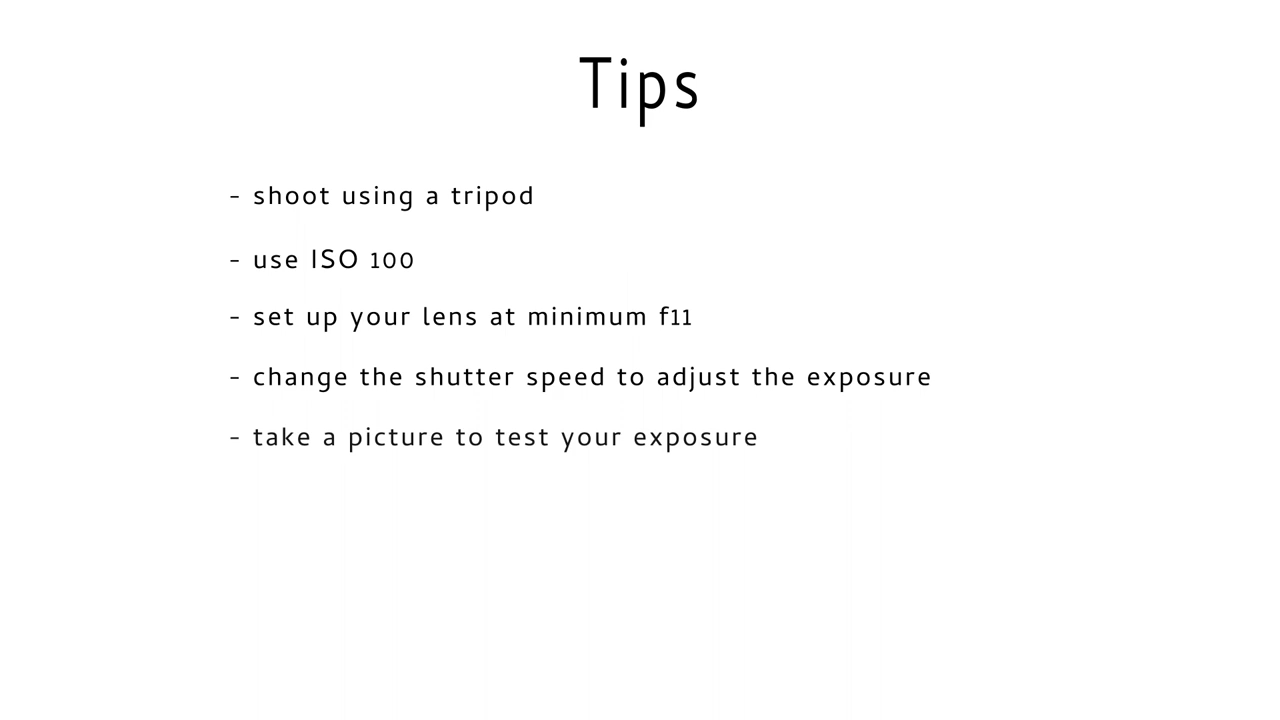 Tips
- shoot using a tripod
- use ISO 100
- set up your lens at minimum f11
- change the shutter speed to adjust the exposure
- take a picture to test your exposure